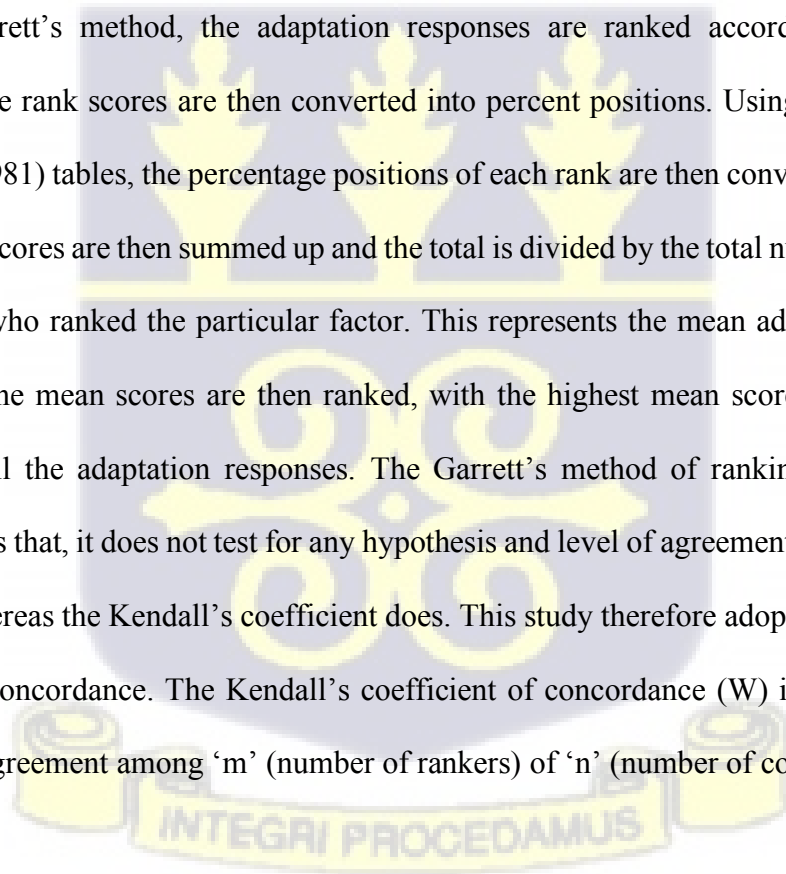 rett’s method, the adaptation responses are ranked accord
e rank scores are then converted into percent positions. Using
981) tables, the percentage positions of each rank are then conv
cores are then summed up and the total is divided by the total n
who ranked the particular factor. This represents the mean ad
ne mean scores are then ranked, with the highest mean score
ll the adaptation responses. The Garrett’s method of rankin
s that, it does not test for any hypothesis and level of agreement
ereas the Kendall’s coefficient does. This study therefore adop
oncordance. The Kendall’s coefficient of concordance (W) i
greement among ‘m’ (number of rankers) of ‘n’ (number of co
INTEGRI PROCEDAMUS